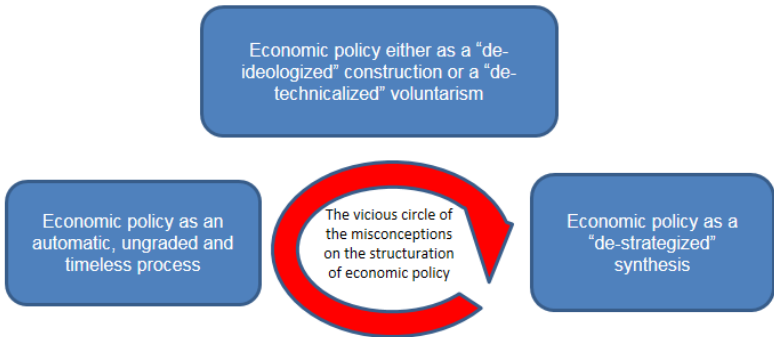 Economic policy either as a “de-
ideologized” construction or a “de-
technicalized” voluntarism
Economic policy as an
automatic, ungraded and
timeless process
The vicious circle of
the misconceptions
on the structuration
of economic policy
Economic policy as a
“de-strategized”
synthesis